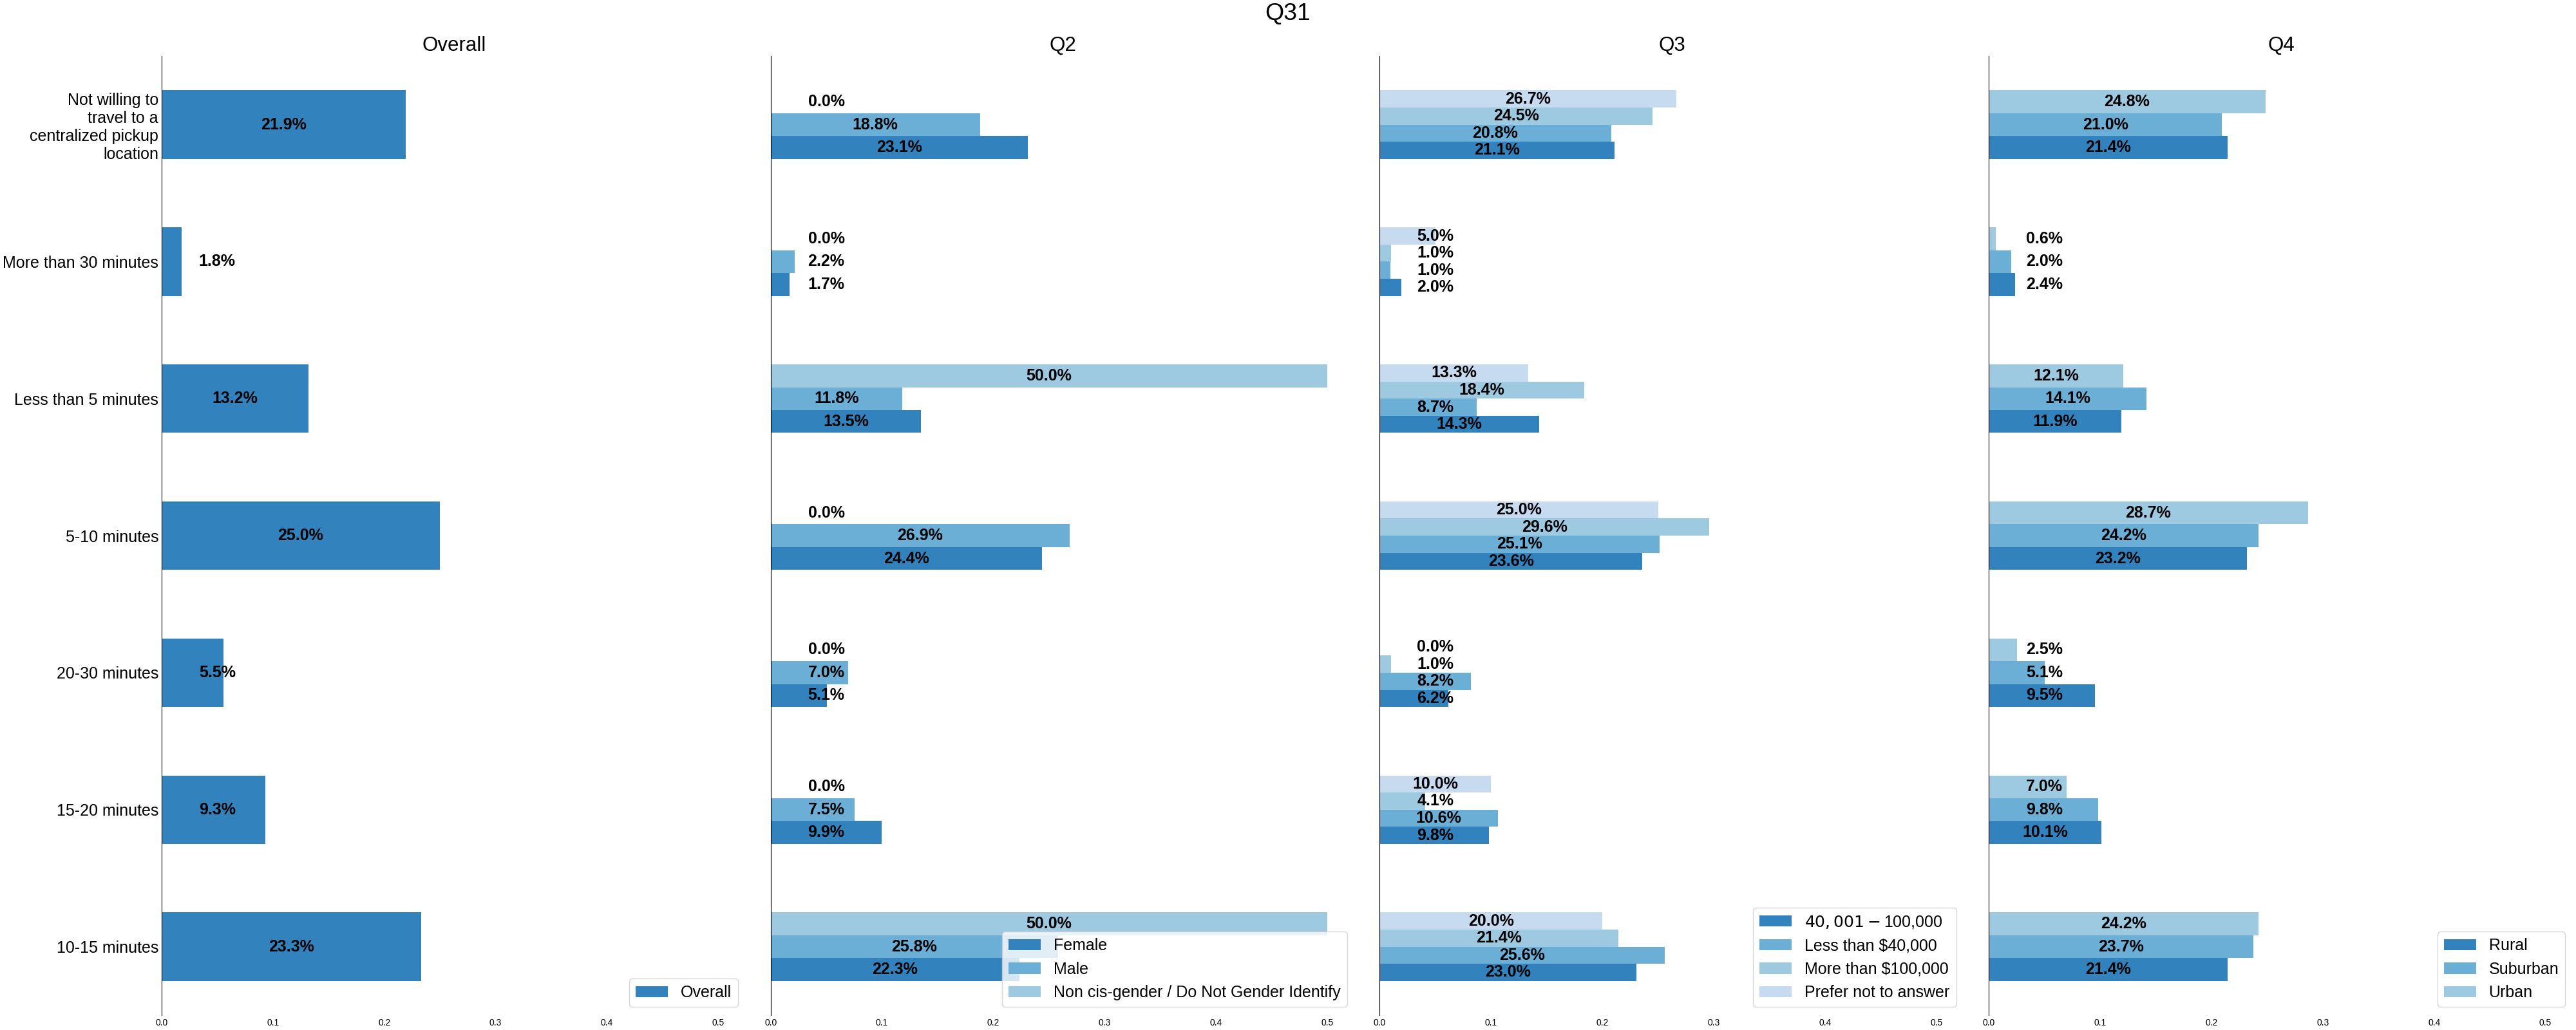 Q31
Overall
Not willing to
travel to a
centralized pickup
location
21.9%
More than 30 minutes
1.8%
Less than 5 minutes
13.2%
5-10 minutes
25.0%
20-30 minutes
5.5%
15-20 minutes
9.3%
10-15 minutes
23.3%
Overall
0.0 0.1 0.2 0.3 0.4 0.5
Q2
0.0%
18.8%
23.1%
0.0%
2.2%
1.7%
50.0%
11.8%
13.5%
0.0%
26.9%
24.4%
0.0%
7.0%
5.1%
0.0%
7.5%
9.9%
50.0%
25.8%
22.3%
Female
Male
Non cis-gender / Do Not Gender Identify
0.0 0.1 0.2 0.3 0.4 0.5
Q3
26.7%
24.5%
20.8%
21.1%
5.0%
1.0%
1.0%
2.0%
13.3%
18.4%
8.7%
14.3%
25.0%
29.6%
25.1%
23.6%
0.0%
1.0%
8.2%
6.2%
10.0%
4.1%
10.6%
9.8%
20.0%
21.4%
25.6%
23.0%
40,001-100,000
Less than $40,000
More than $100,000
Prefer not to answer
0.0 0.1 0.2 0.3 0.4 0.5
Q4
24.8%
21.0%
21.4%
0.6%
2.0%
2.4%
12.1%
14.1%
11.9%
28.7%
24.2%
23.2%
2.5%
5.1%
9.5%
7.0%
9.8%
10.1%
24.2%
23.7%
21.4%
Rural
Suburban
Urban
0.0 0.1 0.2 0.3 0.4 0.5